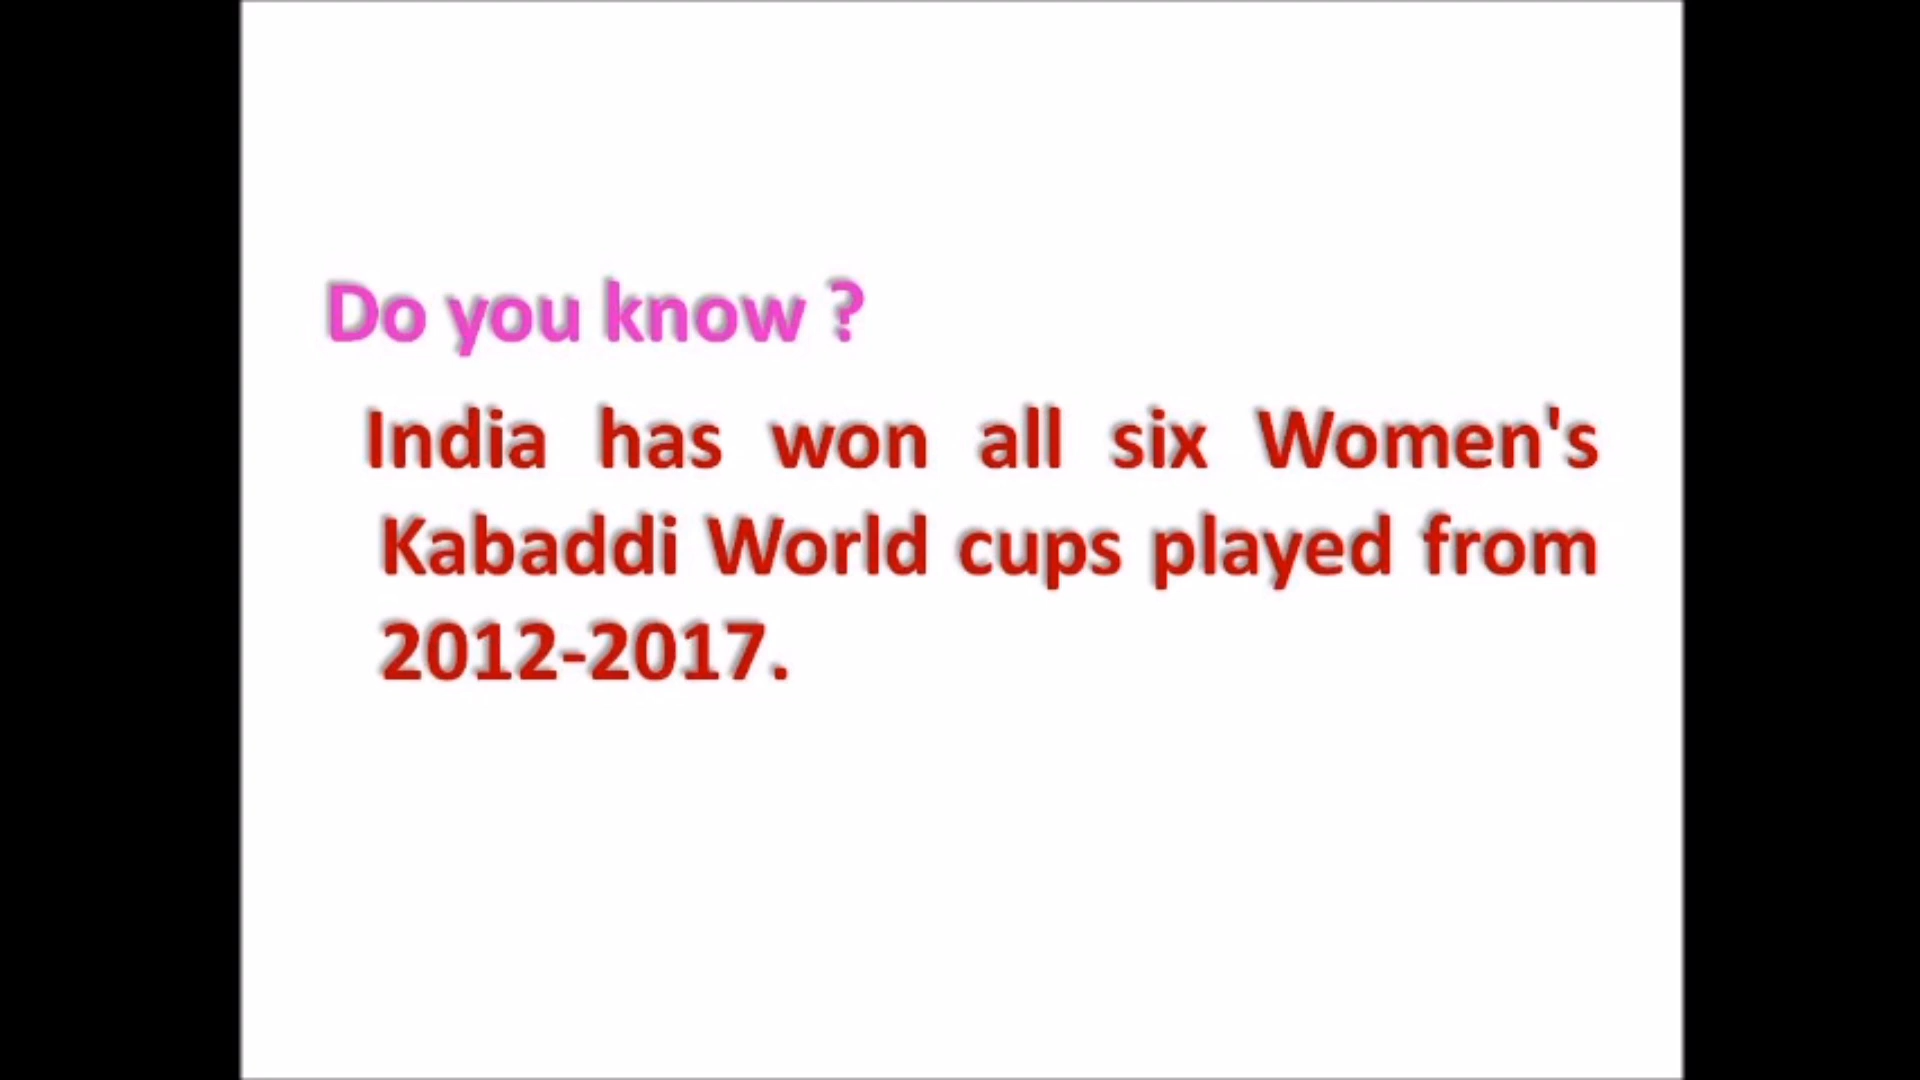 Do you know ?
India has won all six Women's
Kabaddi World cups played from
2012-2017.